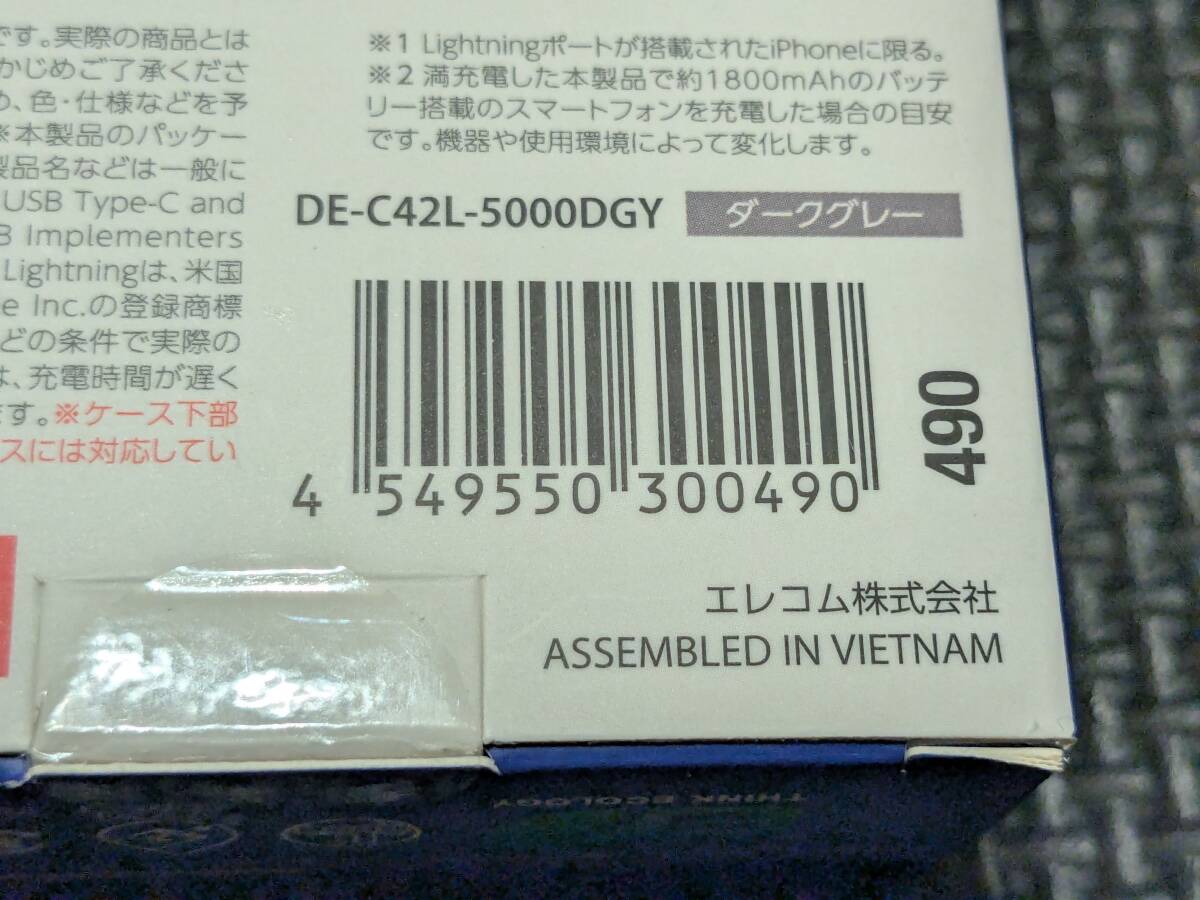 です。実際の商品とは
かじめご了承くださ
め、色・仕様などを予
※本製品のパッケー
製品名などは一般に
USB Type-C and
B Implementers
Lightningは、米国
e Inc.の登録商標
どの条件で実際の
は、充電時間が遅く
ます。※ケース下部
スには対応してい
※1 Lightningポートが搭載されたiPhoneに限る。
※2 満充電した本製品で約1800mAhのバッテ
リー搭載のスマートフォンを充電した場合の目安
です。機器や使用環境によって変化します。
DE-C42L-5000DGY ダークグレー
4 549550 300490
490
エレコム株式会社
ASSEMBLED IN VIETNAM
THINK ECOLOGY